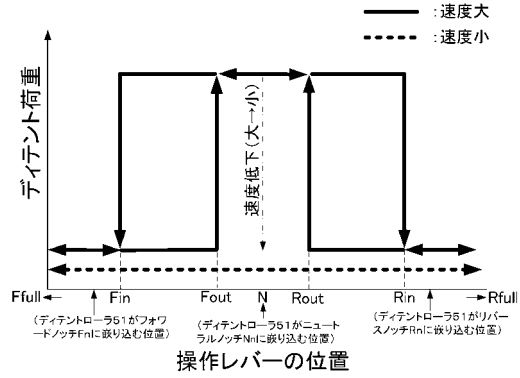 ：速度大
：速度小
ディテント荷重
速度低下（大→小）
Ffull
Fin
Fout
N
Rout
Rin
Rfull
（ディテントローラ51がフォワ
ードノッチFnに嵌り込む位置）
（ディテントローラ51がニュート
ラルノッチNnに嵌り込む位置）
（ディテントローラ51がリバー
スノッチRnに嵌り込む位置）
操作レバーの位置